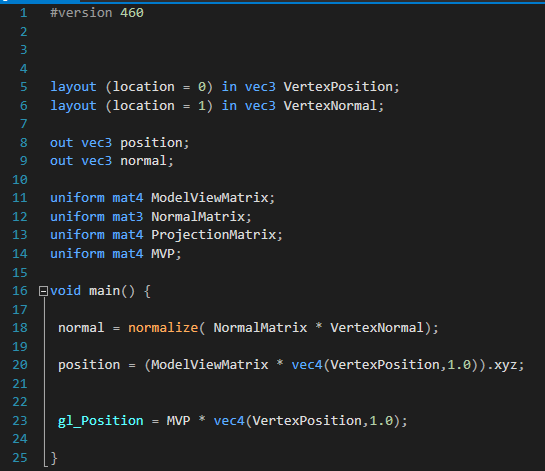 1 #version 460
2
3
4
5 layout (location = 0) in vec3 VertexPosition;
6 layout (location = 1) in vec3 VertexNormal;
7
8 out vec3 position;
9 out vec3 normal;
10
11 uniform mat4 ModelViewMatrix;
12 uniform mat3 NormalMatrix;
13 uniform mat4 ProjectionMatrix;
14 uniform mat4 MVP;
15
16 void main() {
17
18 normal = normalize( NormalMatrix * VertexNormal);
19
20 position = (ModelViewMatrix * vec4(VertexPosition,1.0)).xyz;
21
22
23 gl_Position = MVP * vec4(VertexPosition,1.0);
24
25 }